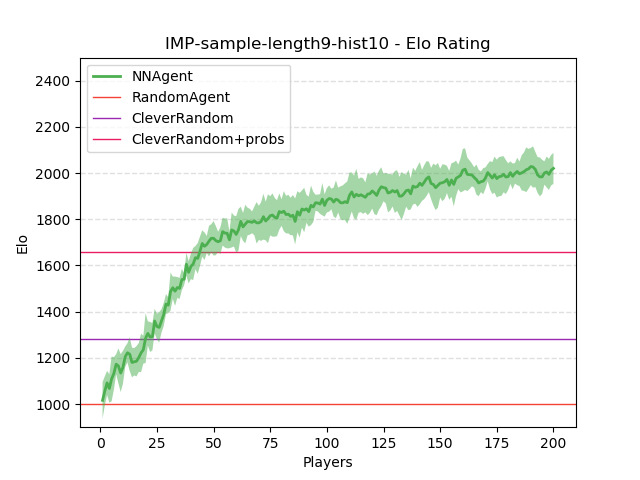 IMP-sample-length9-hist10 - Elo Rating
NNAgent
RandomAgent
CleverRandom
CleverRandom+probs
2400
2200
2000
1800
1600
1400
1200
1000
Elo
0 25 50 75 100 125 150 175 200
Players